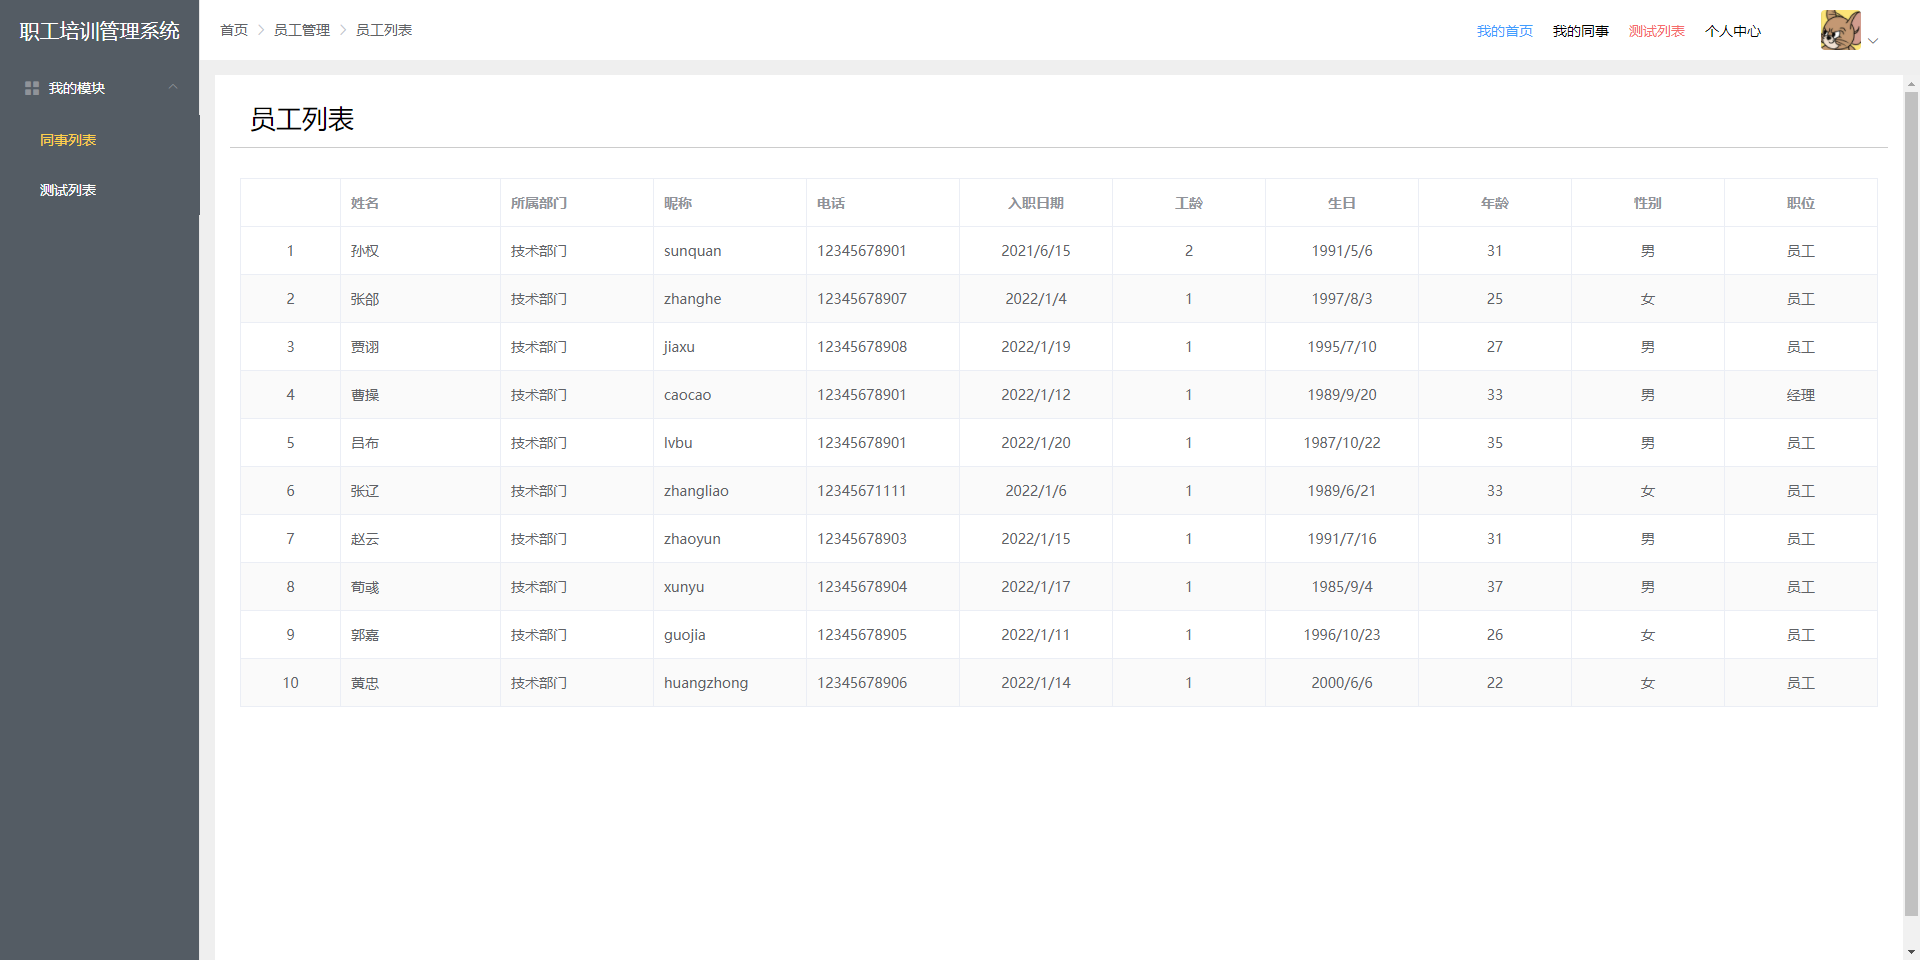 职工培训管理系统
首页 员工管理 员工列表
我的首页 我的同事 测试列表 个人中心
我的模块
同事列表
测试列表
员工列表
姓名 所属部门 昵称 电话 入职日期 工龄 生日 年龄 性别 职位
1 孙权 技术部门 sunquan 12345678901 2021/6/15 2 1991/5/6 31 男 员工
2 张郃 技术部门 zhanghe 12345678907 2022/1/4 1 1997/8/3 25 女 员工
3 贾诩 技术部门 jiaxu 12345678908 2022/1/19 1 1995/7/10 27 男 员工
4 曹操 技术部门 caocao 12345678901 2022/1/12 1 1989/9/20 33 男 经理
5 吕布 技术部门 lvbu 12345678901 2022/1/20 1 1987/10/22 35 男 员工
6 张辽 技术部门 zhangliao 12345671111 2022/1/6 1 1989/6/21 33 女 员工
7 赵云 技术部门 zhaoyun 12345678903 2022/1/15 1 1991/7/16 31 男 员工
8 荀彧 技术部门 xunyu 12345678904 2022/1/17 1 1985/9/4 37 男 员工
9 郭嘉 技术部门 guojia 12345678905 2022/1/11 1 1996/10/23 26 女 员工
10 黄忠 技术部门 huangzhong 12345678906 2022/1/14 1 2000/6/6 22 女 员工